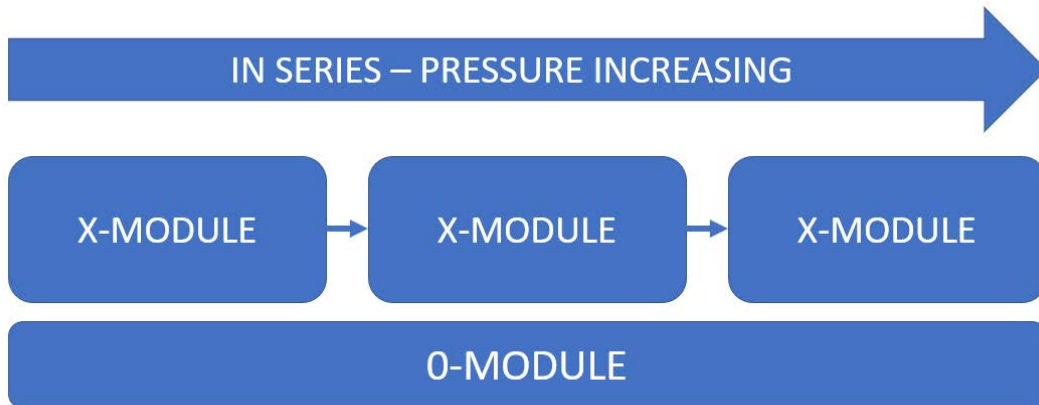 IN SERIES – PRESSURE INCREASING
X-MODULE
X-MODULE
X-MODULE
0-MODULE